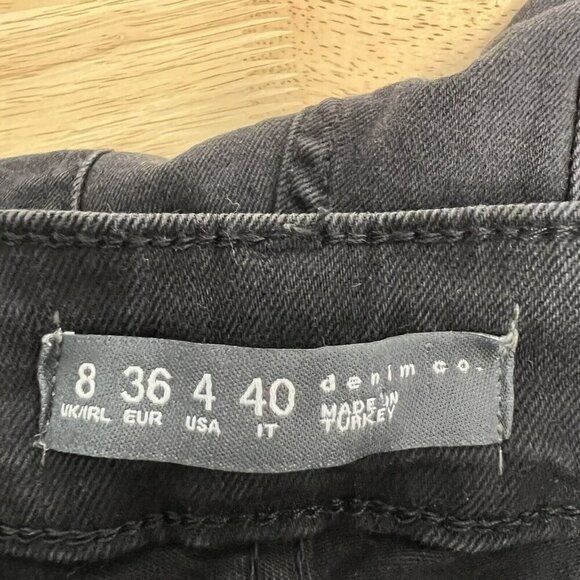 8 36 4 40 denim co.
UK/IRL EUR USA IT MADE IN
TURKEY